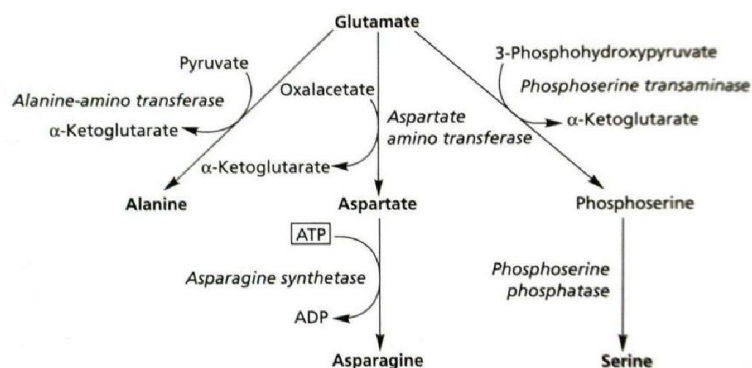 Glutamate
Pyruvate
3-Phosphohydroxypyruvate
Oxalacetate
Phosphoserine transaminase
Alanine-amino transferase
Aspartate
amino transferase
α-Ketoglutarate
α-Ketoglutarate
α-Ketoglutarate
Alanine
Aspartate
Phosphoserine
ATP
Asparagine synthetase
Phosphoserine
phosphatase
ADP
Asparagine
Serine